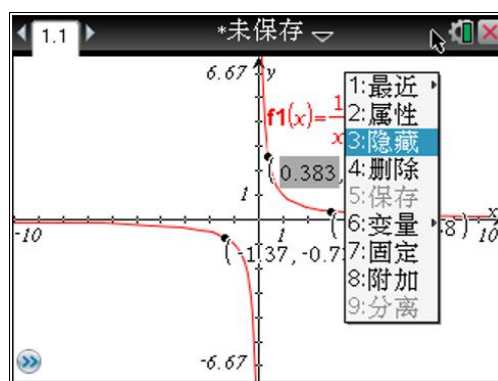 1.1 *未保存
6.67 y
f1(x)=1
x
1:最近
2:属性
3:隐藏
4:删除
5:保存
6:变量
7:固定
8:附加
9:分离
( 0.383,
1
x
-10 1 10
( 8)
(-1.37, -0.7
-6.67